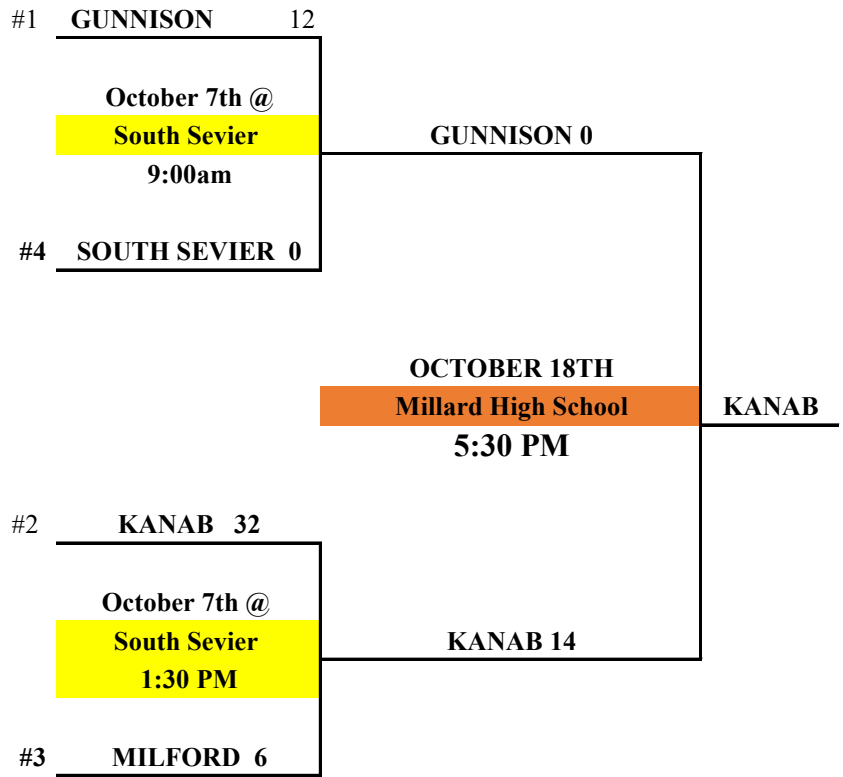 #1 GUNNISON 12
October 7th @
South Sevier
9:00am
GUNNISON 0
#4 SOUTH SEVIER 0
OCTOBER 18TH
Millard High School
5:30 PM
KANAB
#2 KANAB 32
October 7th @
South Sevier
1:30 PM
KANAB 14
#3 MILFORD 6